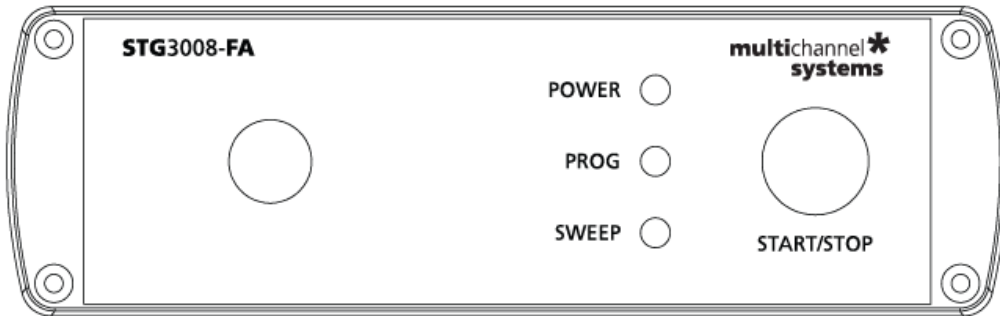 STG3008-FA
multichannel*
systems
POWER
PROG
SWEEP
START/STOP